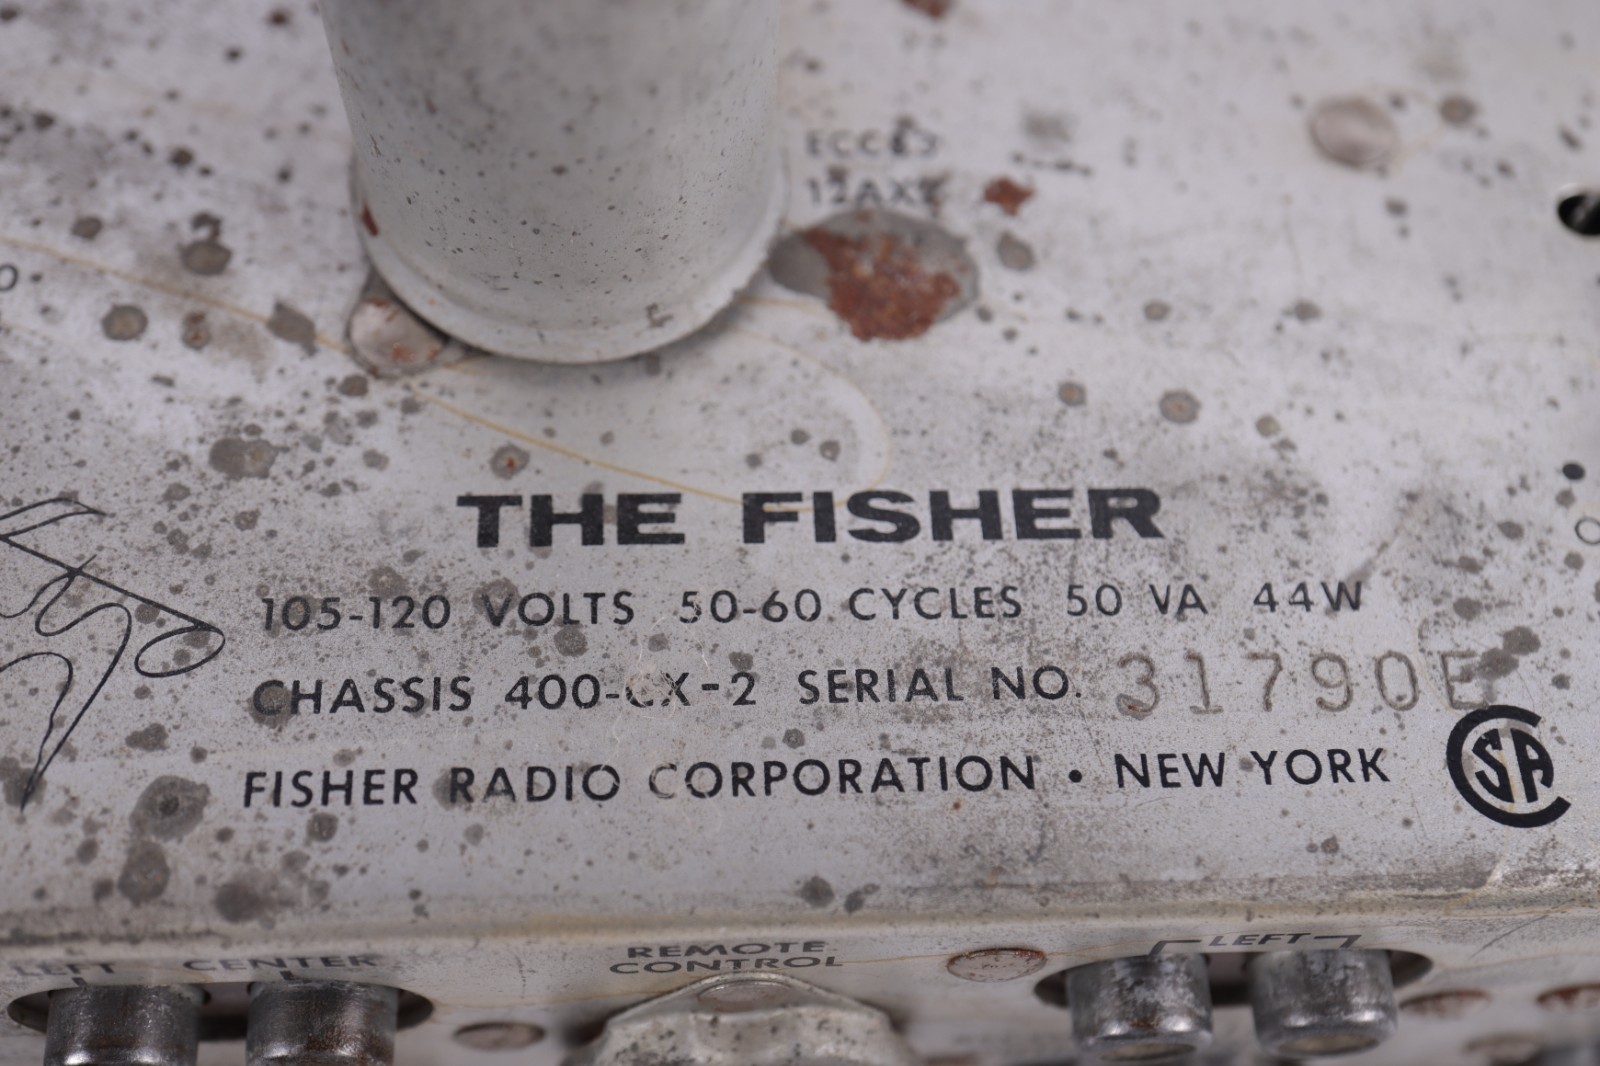 ECC83
12AX7
THE FISHER
105-120 VOLTS 50-60 CYCLES 50 VA 44W
CHASSIS 400-CX-2 SERIAL NO. 31790E
FISHER RADIO CORPORATION • NEW YORK
CSA
LEFT CENTER
REMOTE
CONTROL
LEFT